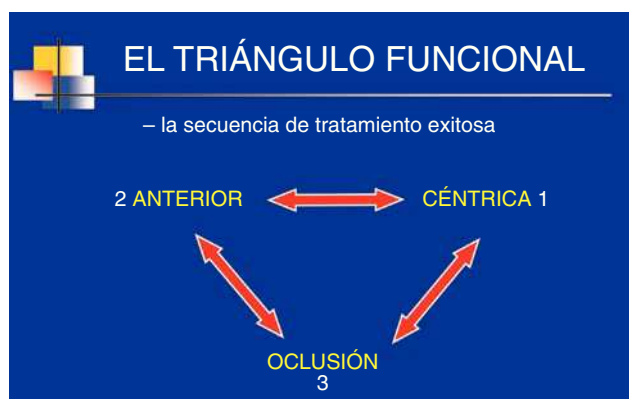 EL TRIÁNGULO FUNCIONAL
– la secuencia de tratamiento exitosa
2 ANTERIOR
CÉNTRICA 1
OCLUSIÓN
3